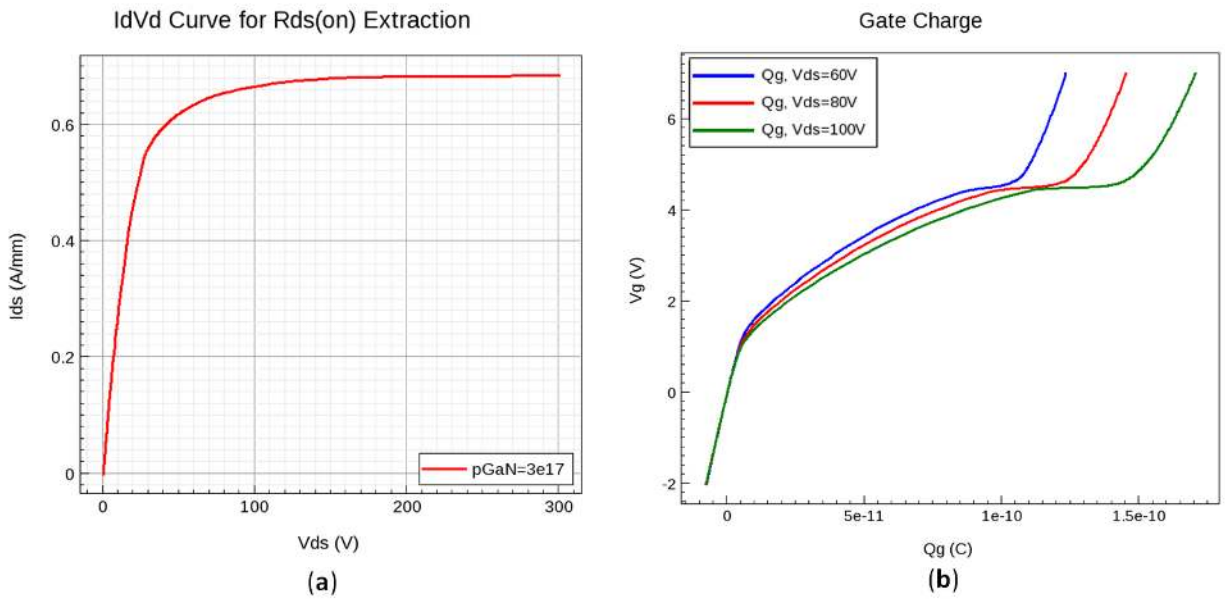 IdVd Curve for Rds(on) Extraction
Ids (A/mm)
0.6
0.4
0.2
0
0 100 200 300
Vds (V)
pGaN=3e17
(a)
Gate Charge
Qg, Vds=60V
Qg, Vds=80V
Qg, Vds=100V
Vg (V)
6
4
2
0
-2
0 5e-11 1e-10 1.5e-10
Qg (C)
(b)